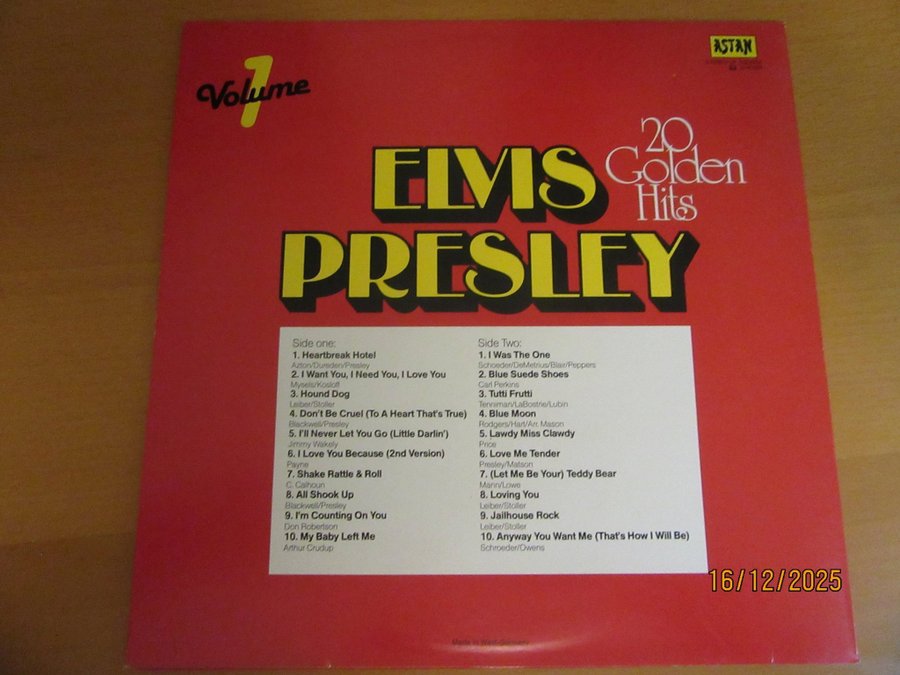 ASTAN
Volume 1
20
Golden
Hits
ELVIS
PRESLEY
Side one:
1. Heartbreak Hotel
Axton/Dureden/Presley
2. I Want You, I Need You, I Love You
Mysels/Kosloff
3. Hound Dog
Leiber/Stoller
4. Don't Be Cruel (To A Heart That's True)
Blackwell/Presley
5. I'll Never Let You Go (Little Darlin')
Jimmy Wakely
6. I Love You Because (2nd Version)
Payne
7. Shake Rattle & Roll
C. Calhoun
8. All Shook Up
Blackwell/Presley
9. I'm Counting On You
Don Robertson
10. My Baby Left Me
Arthur Crudup
Side Two:
1. I Was The One
Schroeder/DeMetrius/Blair/Peppers
2. Blue Suede Shoes
Carl Perkins
3. Tutti Frutti
Tenniman/LaBostrie/Lubin
4. Blue Moon
Rodgers/Hart/Arr. Mason
5. Lawdy Miss Clawdy
Price
6. Love Me Tender
Presley/Matson
7. (Let Me Be Your) Teddy Bear
Mann/Lowe
8. Loving You
Leiber/Stoller
9. Jailhouse Rock
Leiber/Stoller
10. Anyway You Want Me (That's How I Will Be)
Schroeder/Owens
16/12/2025
Made in West-Germany